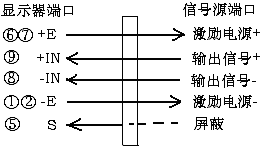 显示器端口 信号源端口
⑥⑦ +E 激励电源+
⑨ +IN 输出信号+
⑧ -IN 输出信号-
①② -E 激励电源-
⑤ S 屏蔽